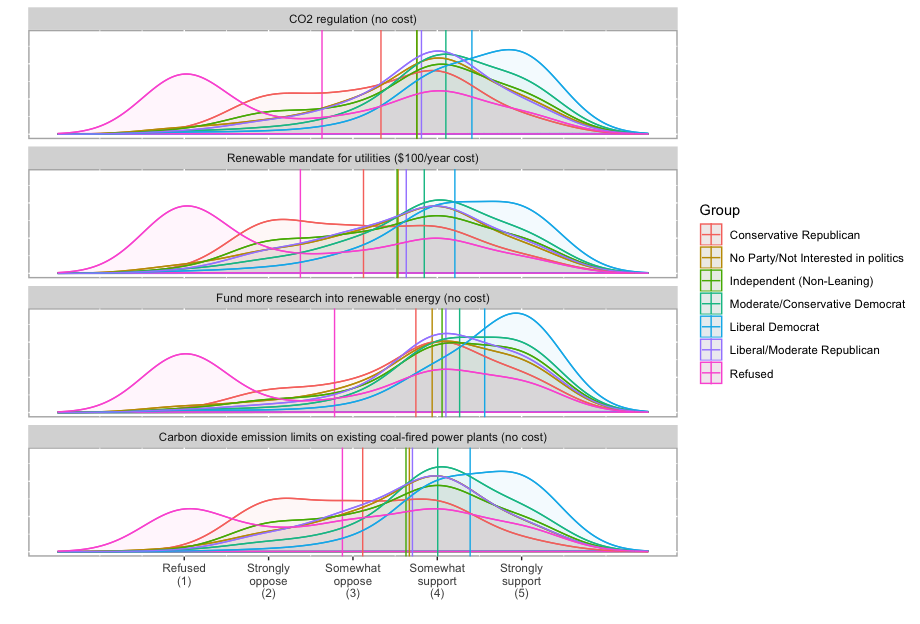 CO2 regulation (no cost)
Renewable mandate for utilities ($100/year cost)
Fund more research into renewable energy (no cost)
Carbon dioxide emission limits on existing coal-fired power plants (no cost)
Refused
(1)
Strongly
oppose
(2)
Somewhat
oppose
(3)
Somewhat
support
(4)
Strongly
support
(5)
Group
Conservative Republican
No Party/Not Interested in politics
Independent (Non-Leaning)
Moderate/Conservative Democrat
Liberal Democrat
Liberal/Moderate Republican
Refused